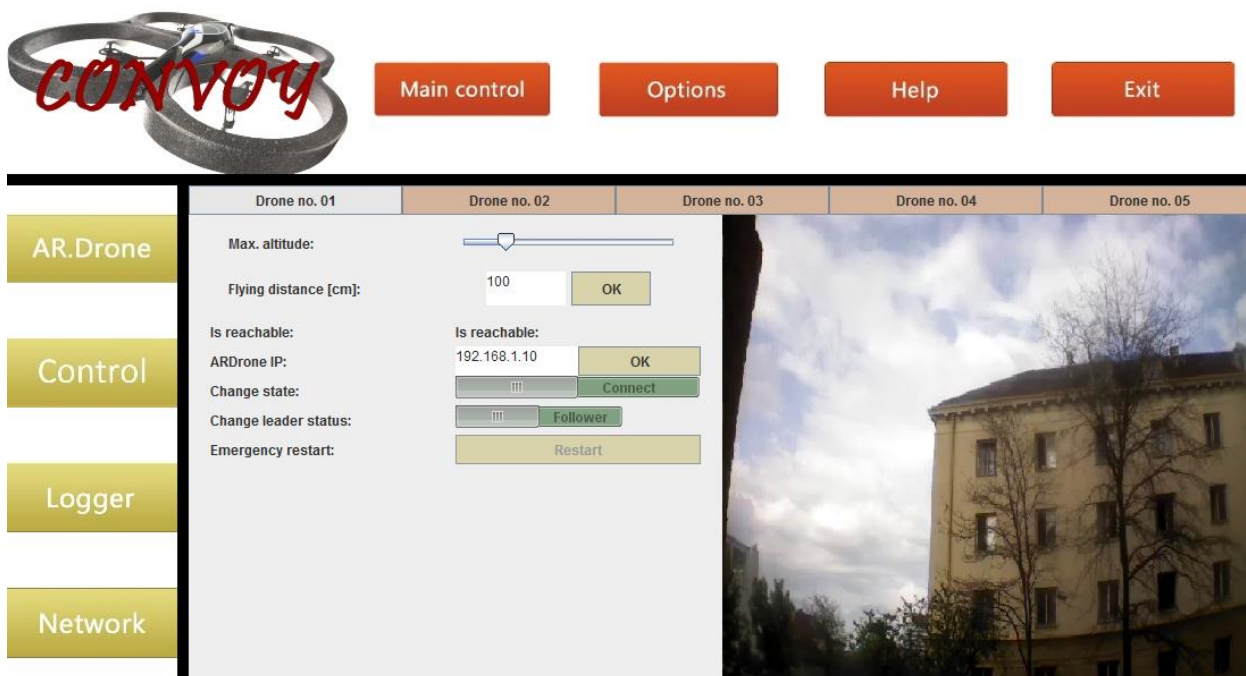 CONVOY
Main control Options Help Exit
Drone no. 01 Drone no. 02 Drone no. 03 Drone no. 04 Drone no. 05
AR.Drone
Control
Logger
Network
Max. altitude:
Flying distance [cm]: 100 OK
Is reachable: Is reachable:
ARDrone IP: 192.168.1.10 OK
Change state: Connect
Change leader status: Follower
Emergency restart: Restart